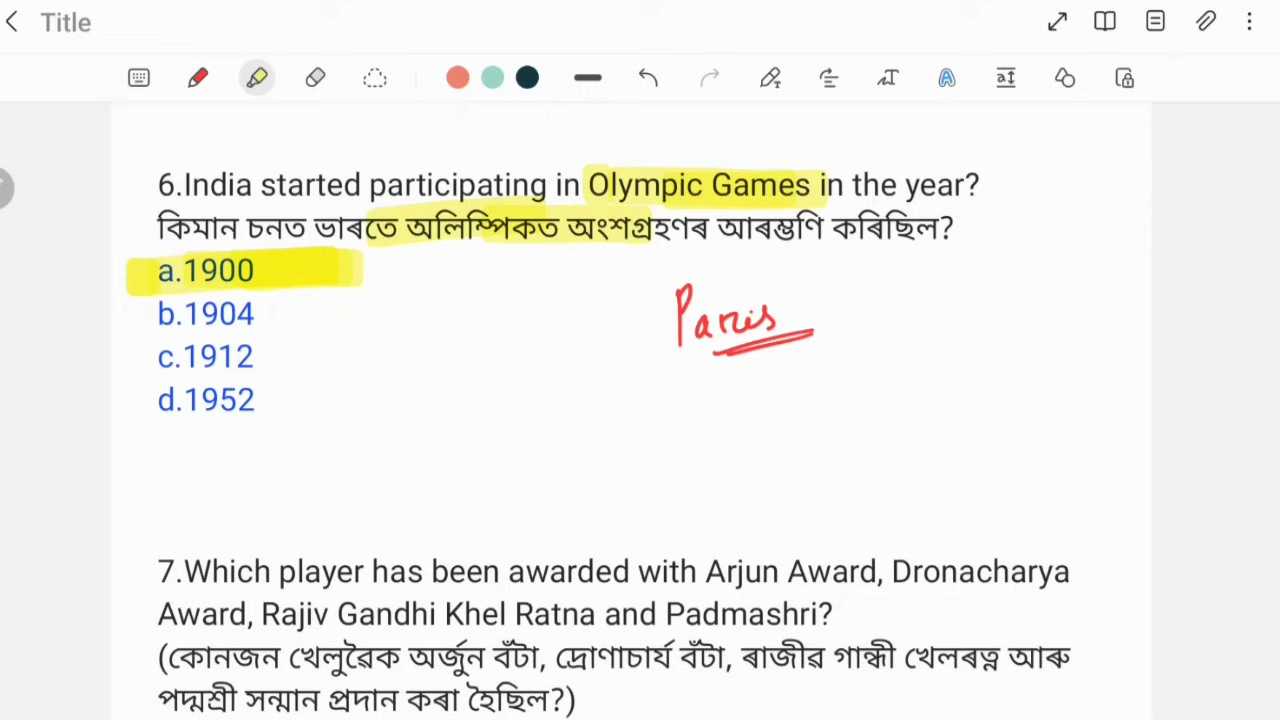 Title
6.India started participating in Olympic Games in the year?
কিমান চনত ভাৰতে অলিম্পিকত অংশগ্ৰহণৰ আৰম্ভণি কৰিছিল?
a.1900
b.1904
Paris
c.1912
d.1952
7.Which player has been awarded with Arjun Award, Dronacharya
Award, Rajiv Gandhi Khel Ratna and Padmashri?
(কোনজন খেলুৱৈক অৰ্জুন বঁটা, দ্ৰোণাচাৰ্য বঁটা, ৰাজীৱ গান্ধী খেলৰত্ন আৰু
পদ্মশ্ৰী সন্মান প্ৰদান কৰা হৈছিল?)